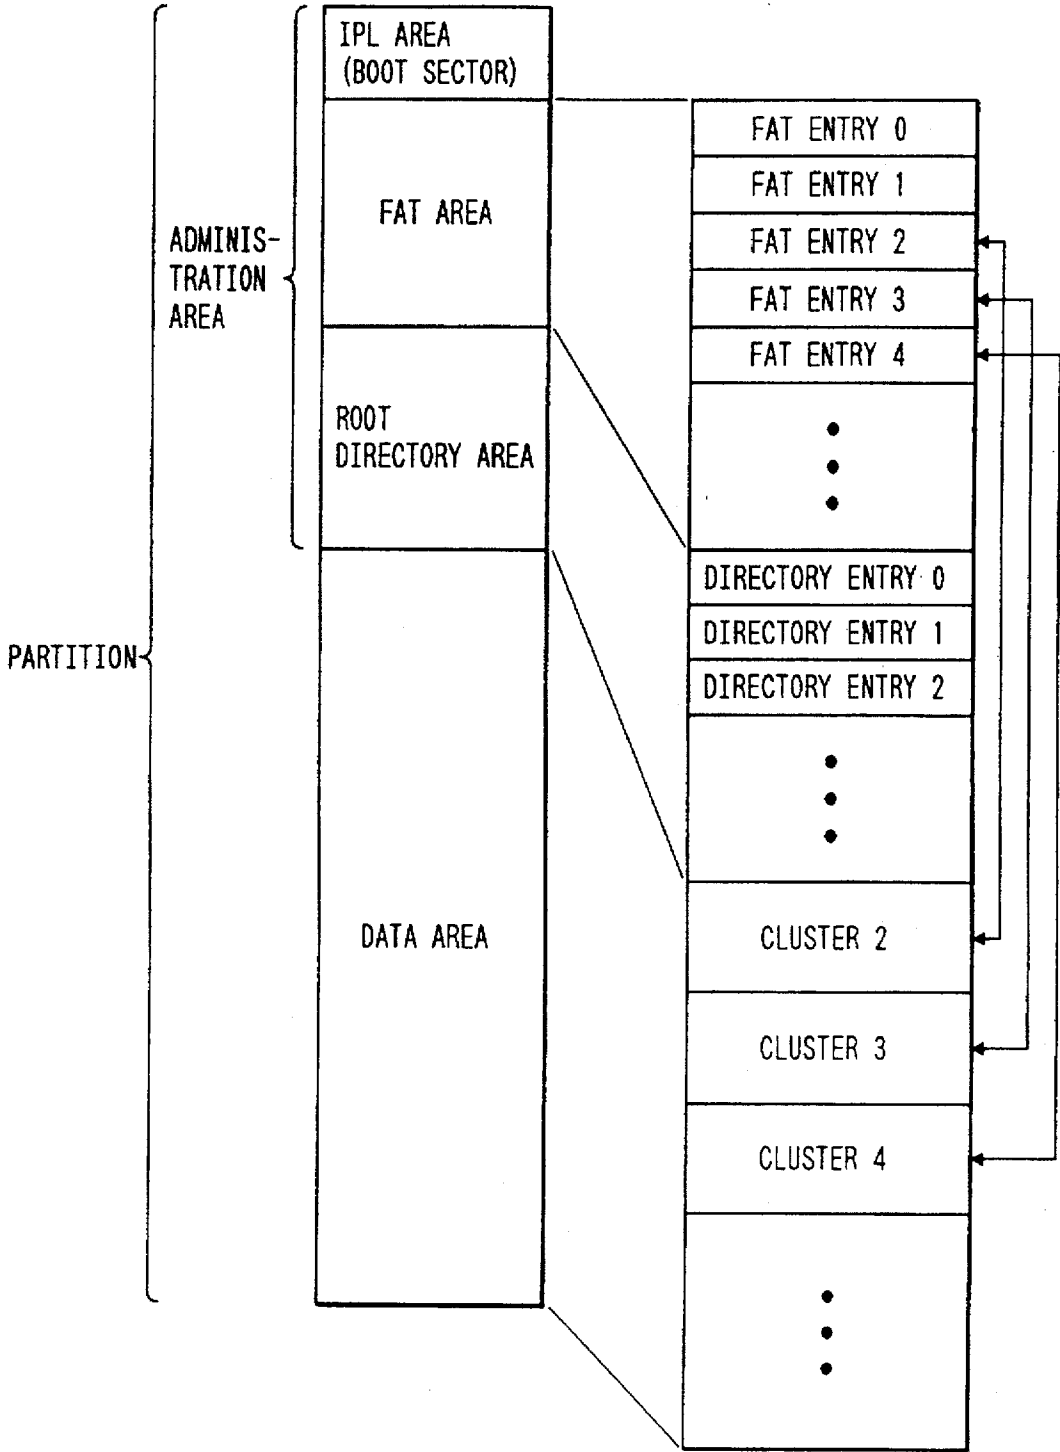 IPL AREA
(BOOT SECTOR)
FAT AREA
ADMINIS-
TRATION
AREA
ROOT
DIRECTORY AREA
PARTITION
DATA AREA
FAT ENTRY 0
FAT ENTRY 1
FAT ENTRY 2
FAT ENTRY 3
FAT ENTRY 4
DIRECTORY ENTRY 0
DIRECTORY ENTRY 1
DIRECTORY ENTRY 2
CLUSTER 2
CLUSTER 3
CLUSTER 4